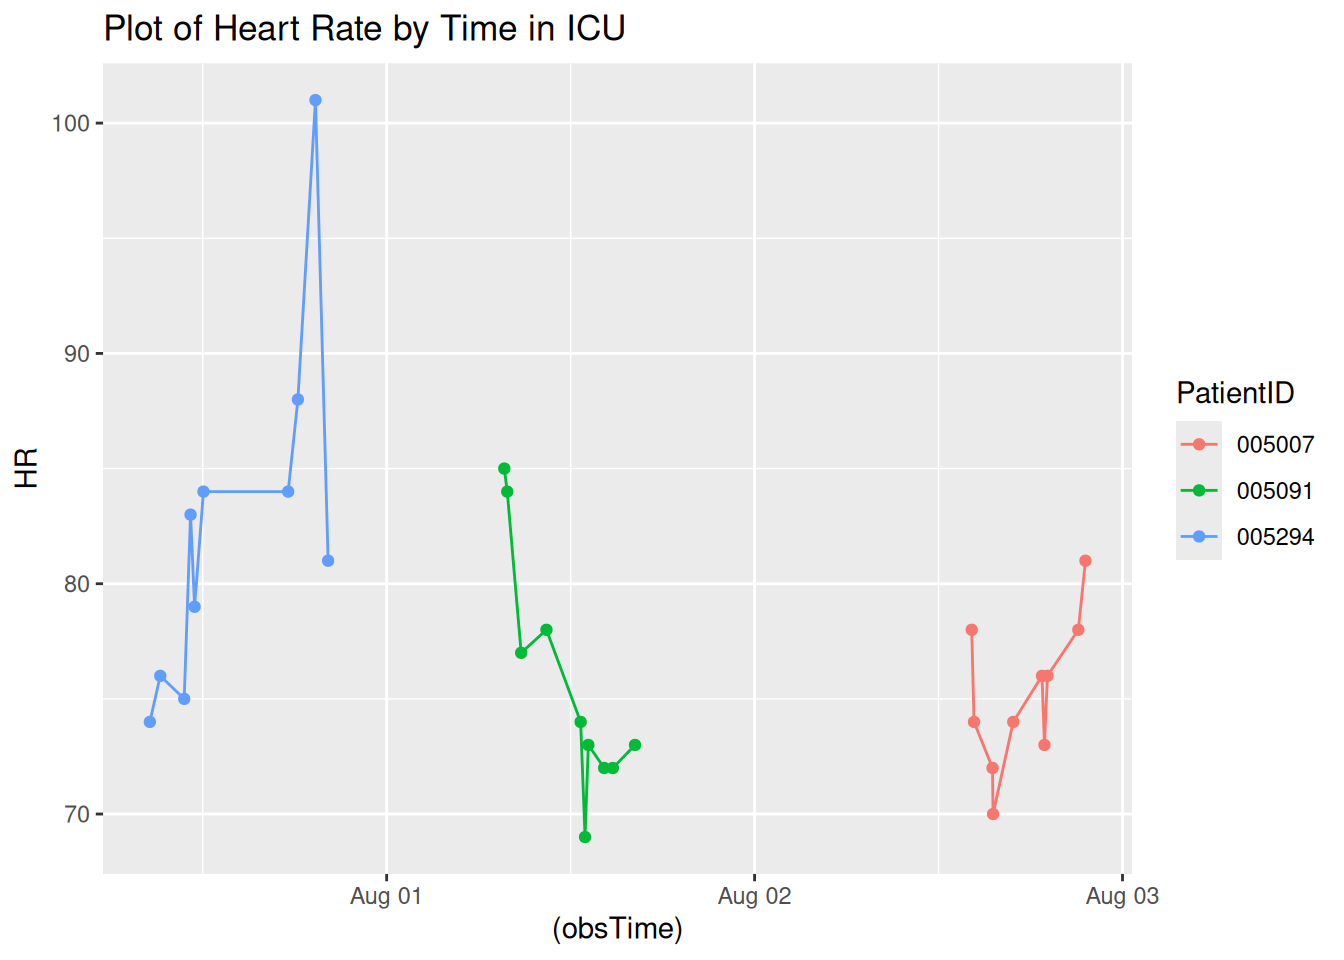 Plot of Heart Rate by Time in ICU
100
90
80
70
HR
Aug 01
Aug 02
Aug 03
(obsTime)
PatientID
005007
005091
005294